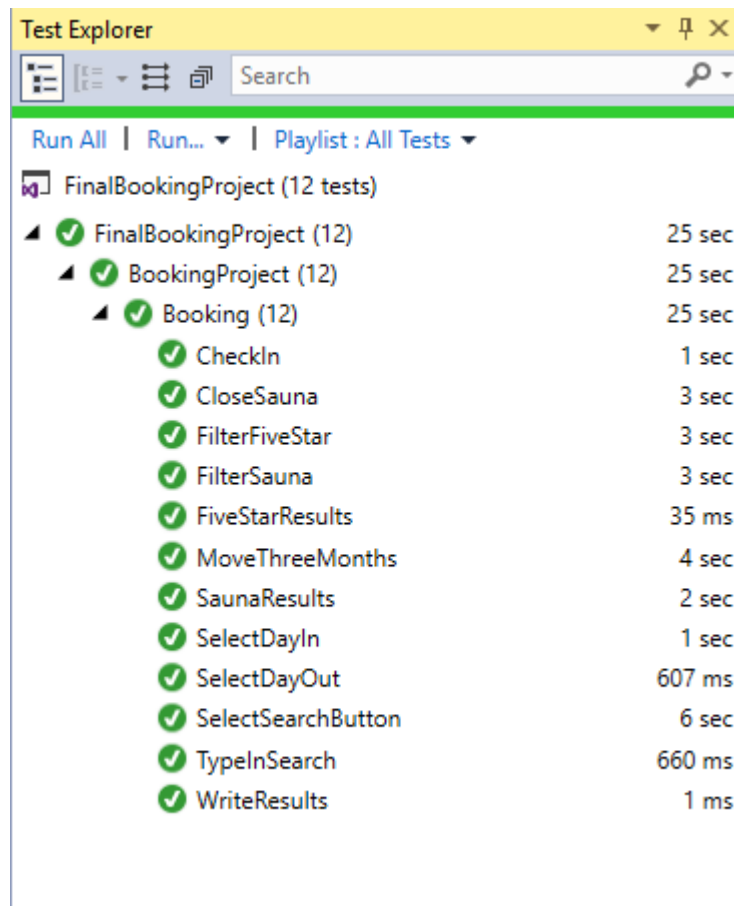 Test Explorer
Search
Run All | Run... | Playlist : All Tests
FinalBookingProject (12 tests)
FinalBookingProject (12) 25 sec
BookingProject (12) 25 sec
Booking (12) 25 sec
CheckIn 1 sec
CloseSauna 3 sec
FilterFiveStar 3 sec
FilterSauna 3 sec
FiveStarResults 35 ms
MoveThreeMonths 4 sec
SaunaResults 2 sec
SelectDayIn 1 sec
SelectDayOut 607 ms
SelectSearchButton 6 sec
TypeInSearch 660 ms
WriteResults 1 ms